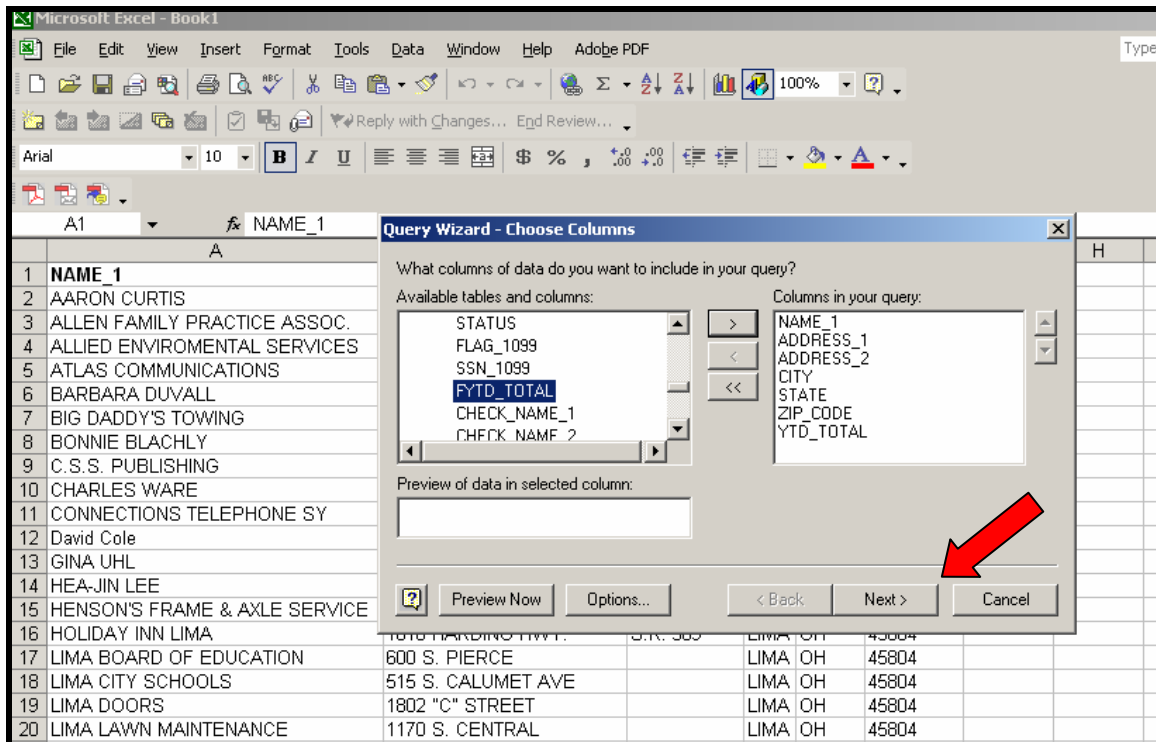 Microsoft Excel - Book1
File Edit View Insert Format Tools Data Window Help Adobe PDF Type
100%
Reply with Changes... End Review...
Arial 10 B I U $ % ,
A1 fx NAME_1
Query Wizard - Choose Columns
What columns of data do you want to include in your query?
Available tables and columns: Columns in your query:
STATUS
FLAG_1099
SSN_1099
FYTD_TOTAL
CHECK_NAME_1
CHECK_NAME_2
>
<
<<
NAME_1
ADDRESS_1
ADDRESS_2
CITY
STATE
ZIP_CODE
YTD_TOTAL
Preview of data in selected column:
Preview Now Options... < Back Next > Cancel
A H
1 NAME_1
2 AARON CURTIS
3 ALLEN FAMILY PRACTICE ASSOC.
4 ALLIED ENVIROMENTAL SERVICES
5 ATLAS COMMUNICATIONS
6 BARBARA DUVALL
7 BIG DADDY'S TOWING
8 BONNIE BLACHLY
9 C.S.S. PUBLISHING
10 CHARLES WARE
11 CONNECTIONS TELEPHONE SY
12 David Cole
13 GINA UHL
14 HEA-JIN LEE
15 HENSON'S FRAME & AXLE SERVICE
16 HOLIDAY INN LIMA LIMA OH 45804
17 LIMA BOARD OF EDUCATION 600 S. PIERCE LIMA OH 45804
18 LIMA CITY SCHOOLS 515 S. CALUMET AVE LIMA OH 45804
19 LIMA DOORS 1802 "C" STREET LIMA OH 45804
20 LIMA LAWN MAINTENANCE 1170 S. CENTRAL LIMA OH 45804